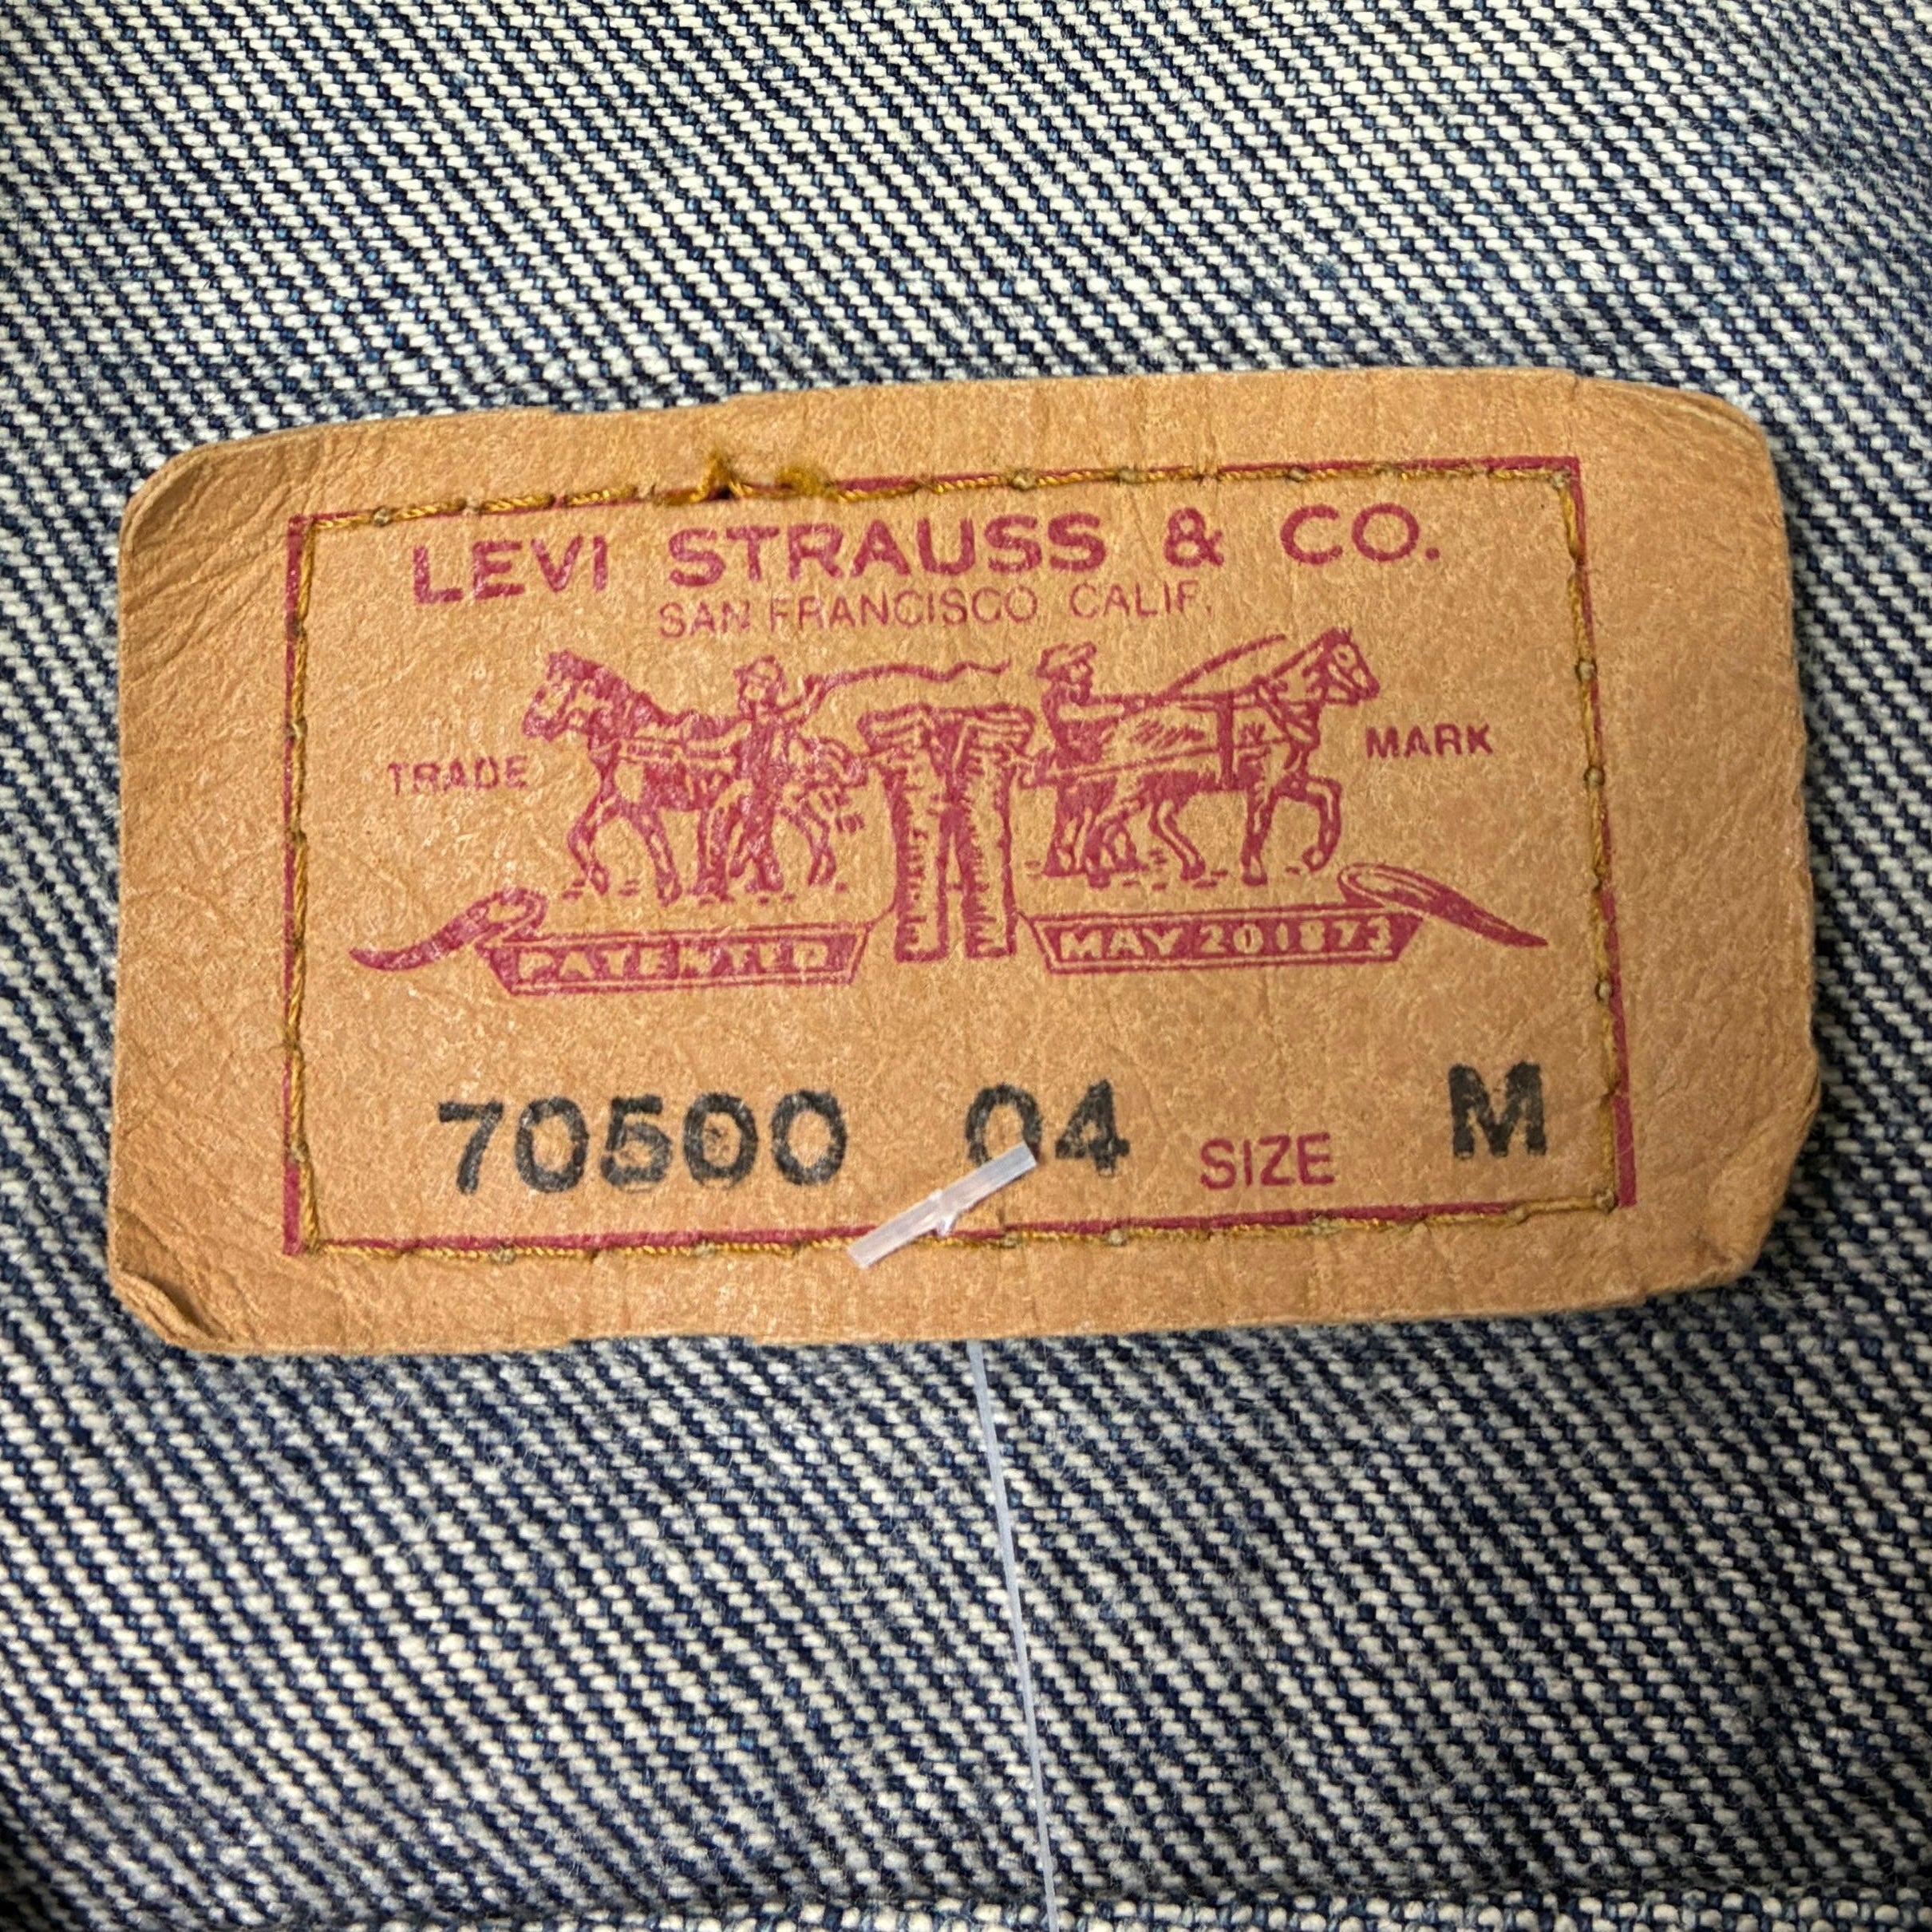 LEVI STRAUSS & CO.
SAN FRANCISCO, CALIF.
TRADE MARK
PATENTED MAY 20 1873
70500 04 SIZE M